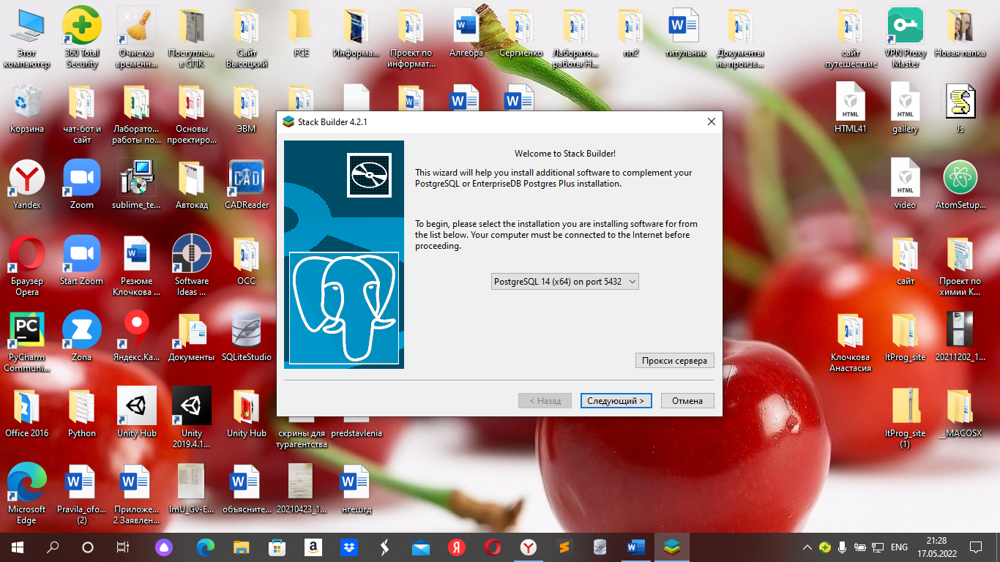 Этот
компьютер
360 Total
Security
Очистка
временн...
Поступле...
в СПК
Сайт
Высоцкий
FCE
Информа...
Проект по
информат...
Алгебра
Сергиенко
Лаборато...
работы Н...
пп2
титульник
Документы
на произв...
сайт
путешествие
VPN Proxy
Master
Новая папка
Корзина
чат-бот и
сайт
Лаборато...
работы по...
Основы
проектиро...
ЭВМ
HTML
HTML41
HTML
gallery
Js
Stack Builder 4.2.1
Welcome to Stack Builder!
This wizard will help you install additional software to complement your
PostgreSQL or EnterpriseDB Postgres Plus installation.
To begin, please select the installation you are installing software for from
the list below. Your computer must be connected to the Internet before
proceeding.
PostgreSQL 14 (x64) on port 5432
Прокси сервера
< Назад
Следующий >
Отмена
Yandex
Zoom
sublime_te...
Автокад
CAD
CADReader
HTML
video
AtomSetup...
Браузер
Opera
Start Zoom
Резюме
Клочкова ...
Software
Ideas ...
ОСС
сайт
Проект по
химии К...
PC
PyCharm
Communi...
Zona
Яндекс.Ка...
Документы
SQLiteStudio
Клочкова
Анастасия
ItProg_site
20211202_1...
Office 2016
Python
Unity Hub
Unity
2019.4.1...
Unity Hub
скрины для
турагентства
predstavlenia
ItProg_site
(1)
__MACOSX
Microsoft
Edge
Pravila_ofo...
(2)
Приложе...
2 Заявлен...
ImU_Gv-E...
объясните...
20210423_1...
нгешгд
ENG
21:28
17.05.2022